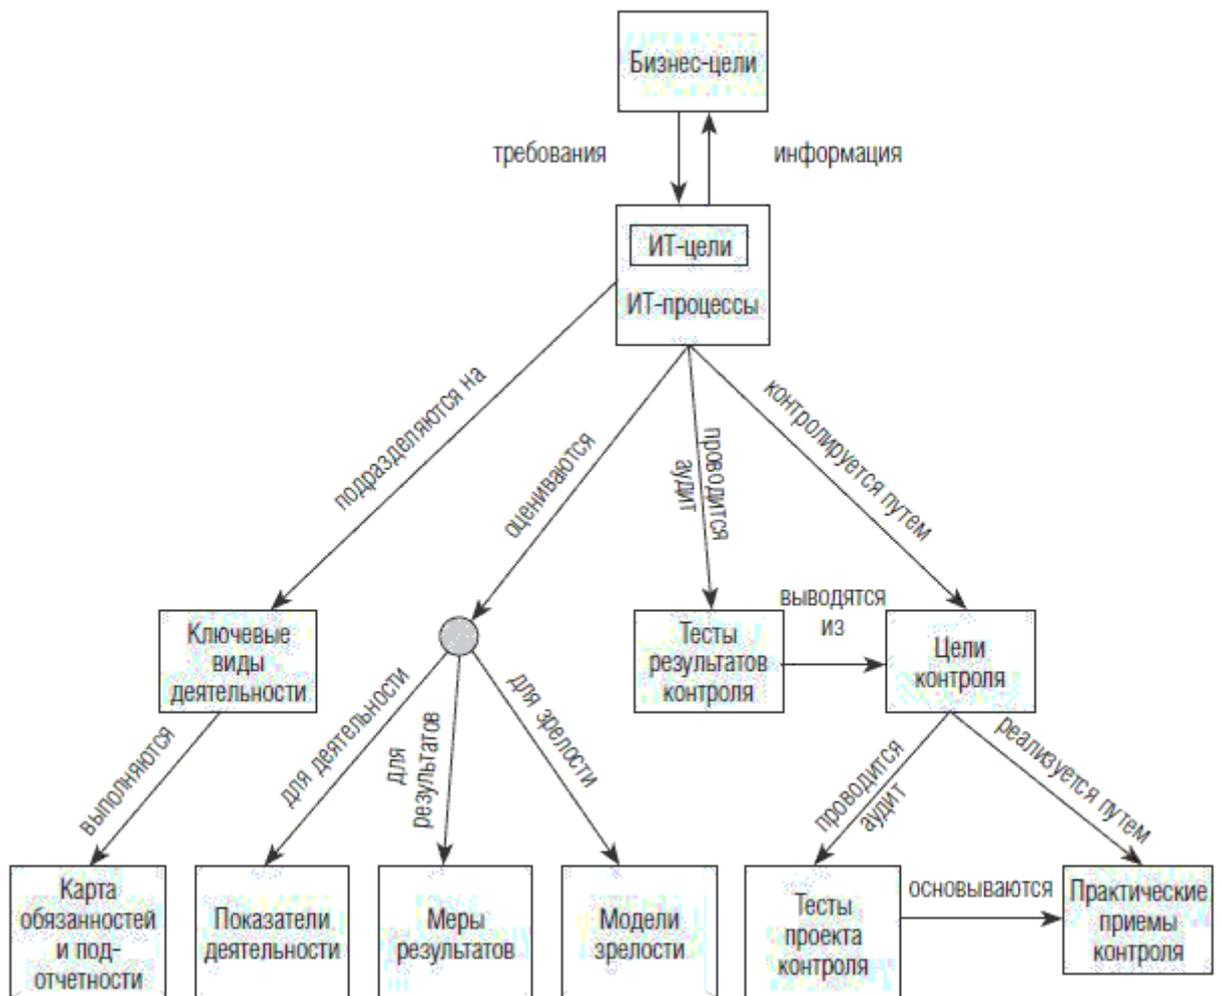 Бизнес-цели
требования
информация
ИТ-цели
ИТ-процессы
подразделяются на
оцениваются
проводится
аудит
контролируется путем
Ключевые
виды
деятельности
Тесты
результатов
контроля
выводятся
из
Цели
контроля
выполняются
для деятельности
для
результатов
для зрелости
проводится
аудит
реализуется путем
Карта
обязанностей
и под-
отчетности
Показатели
деятельности
Меры
результатов
Модели
зрелости
Тесты
проекта
контроля
основываются
Практические
приемы
контроля